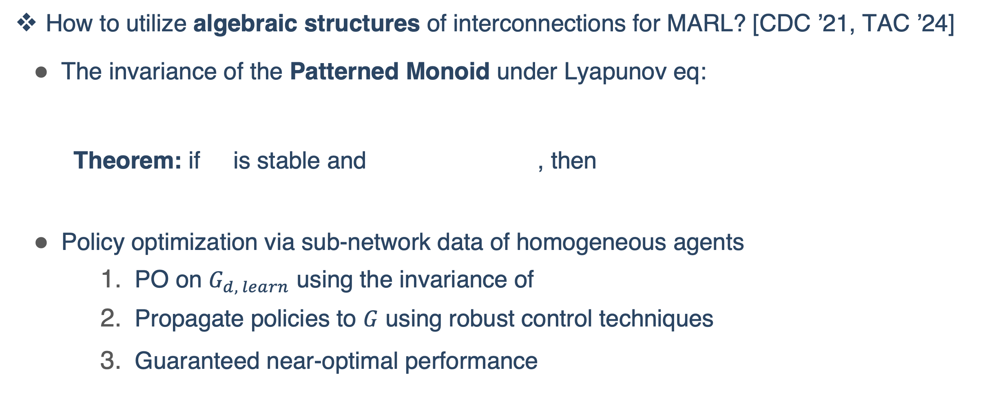 ❖ How to utilize algebraic structures of interconnections for MARL? [CDC ’21, TAC ’24]
● The invariance of the Patterned Monoid under Lyapunov eq:
Theorem: if is stable and , then
● Policy optimization via sub-network data of homogeneous agents
1. PO on G_{d, learn} using the invariance of
2. Propagate policies to G using robust control techniques
3. Guaranteed near-optimal performance